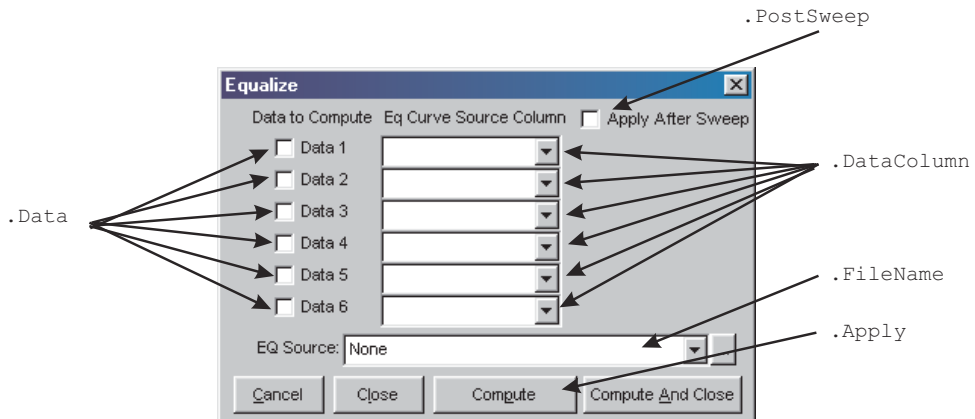 .PostSweep
Equalize
Data to Compute Eq Curve Source Column Apply After Sweep
Data 1
Data 2
Data 3
Data 4
Data 5
Data 6
.Data
.DataColumn
.FileName
EQ Source: None
.Apply
Cancel Close Compute Compute And Close